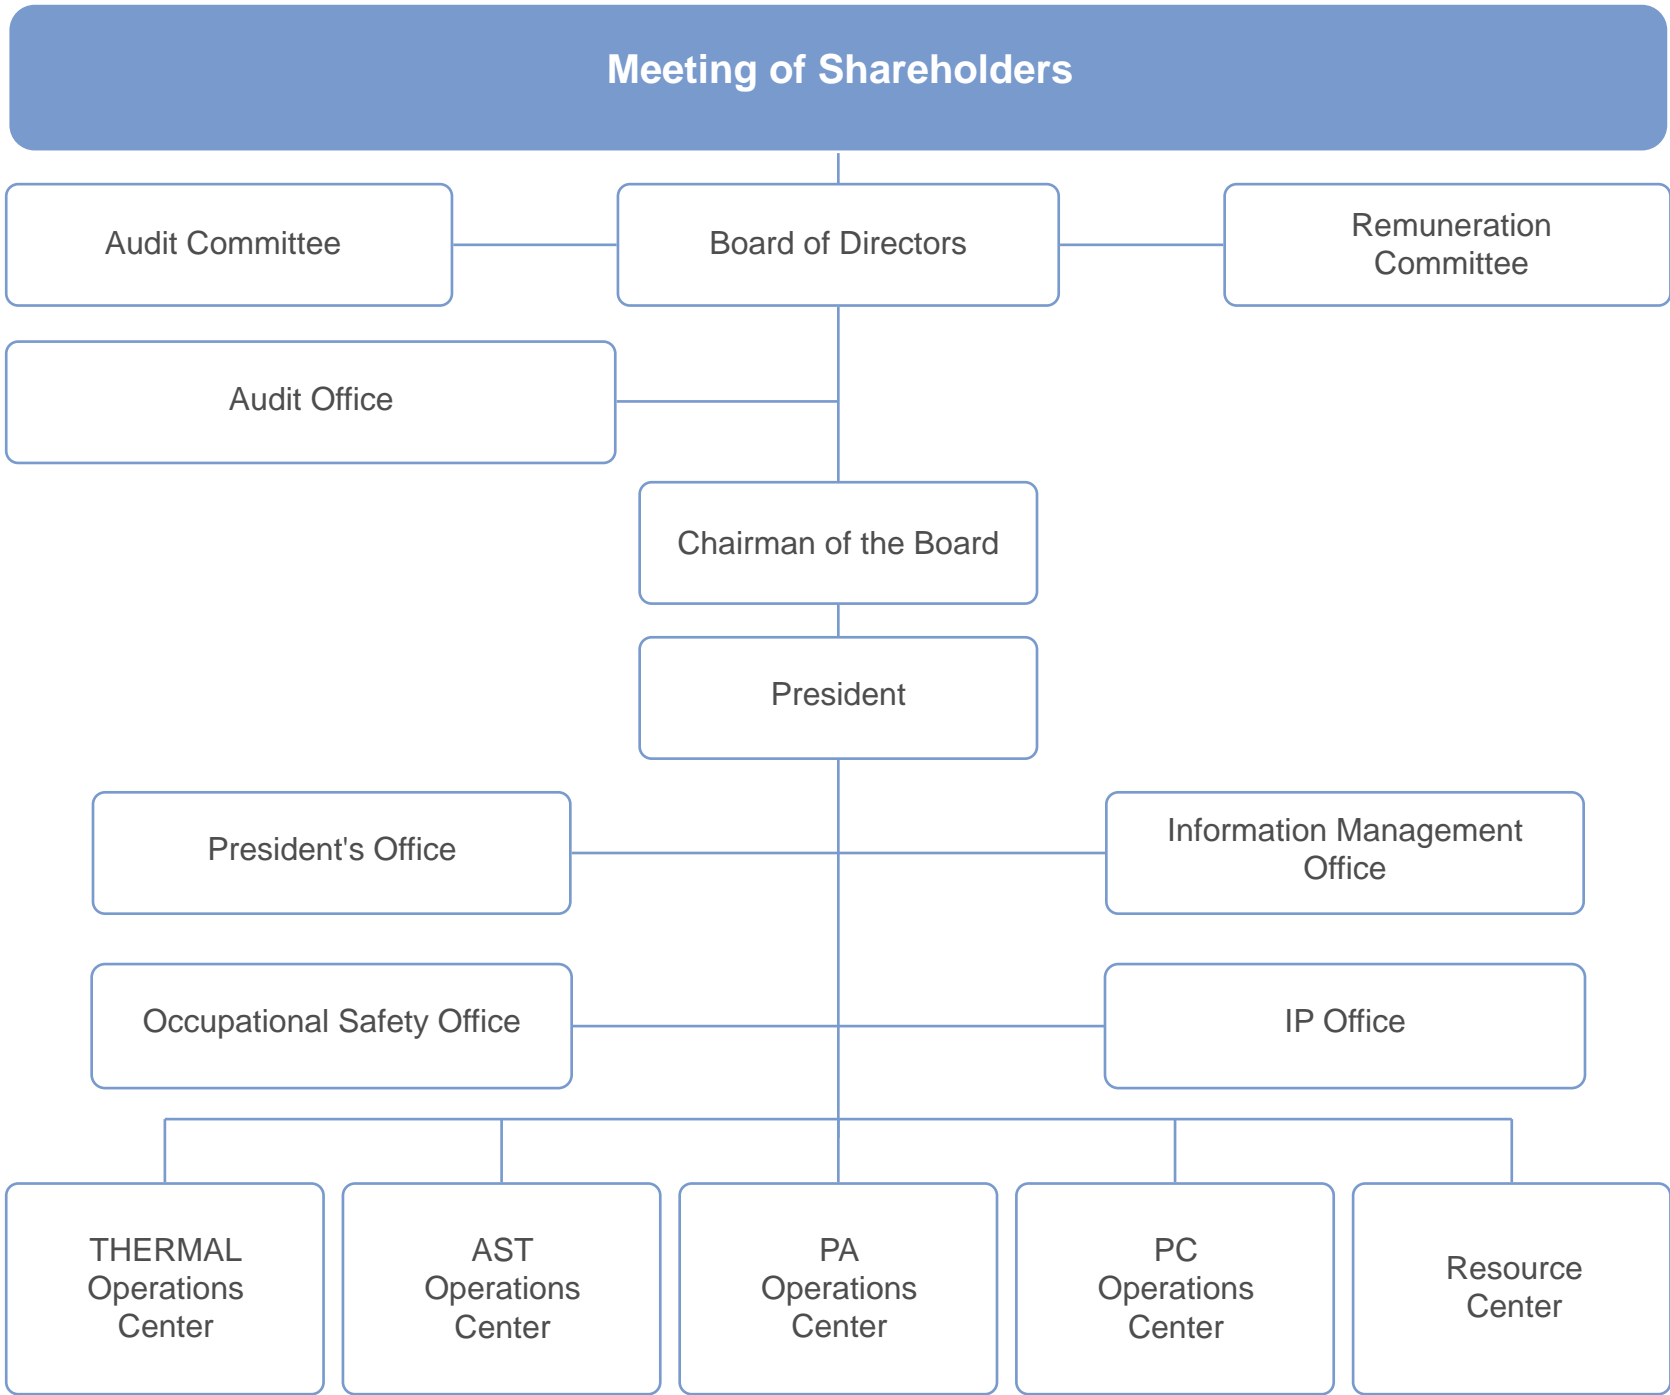 Meeting of Shareholders
Audit Committee
Board of Directors
Remuneration
Committee
Audit Office
Chairman of the Board
President
President's Office
Information Management
Office
Occupational Safety Office
IP Office
THERMAL
Operations
Center
AST
Operations
Center
PA
Operations
Center
PC
Operations
Center
Resource
Center